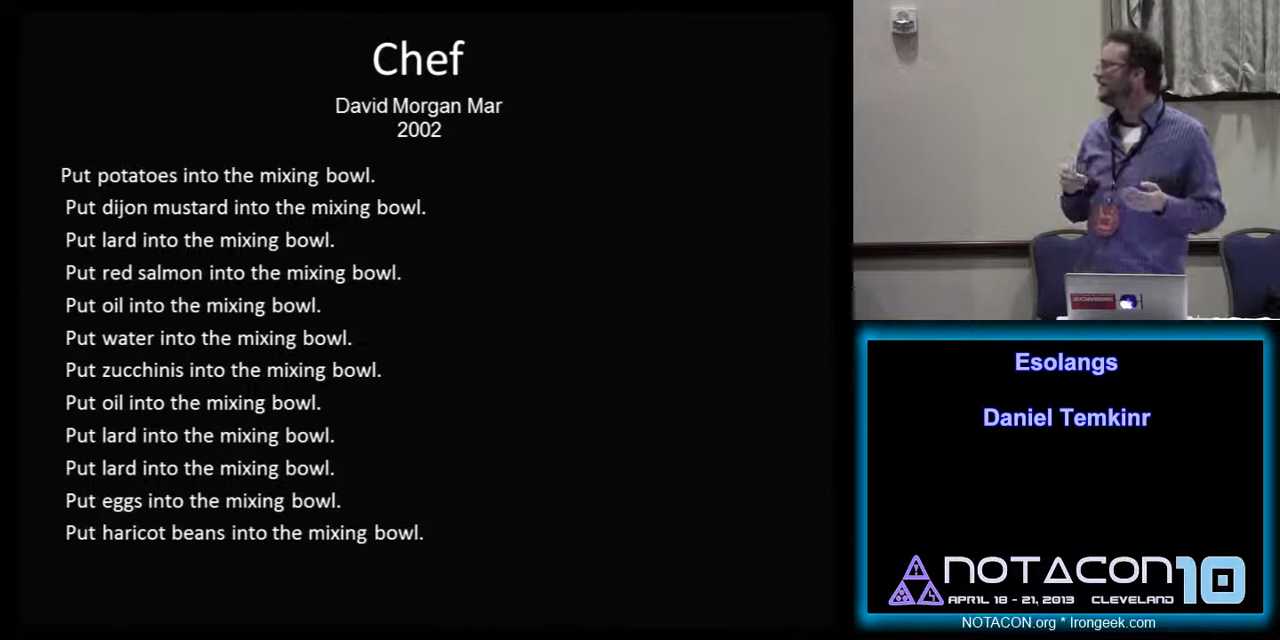 Chef
David Morgan Mar
2002
Put potatoes into the mixing bowl.
Put dijon mustard into the mixing bowl.
Put lard into the mixing bowl.
Put red salmon into the mixing bowl.
Put oil into the mixing bowl.
Put water into the mixing bowl.
Put zucchinis into the mixing bowl.
Put oil into the mixing bowl.
Put lard into the mixing bowl.
Put lard into the mixing bowl.
Put eggs into the mixing bowl.
Put haricot beans into the mixing bowl.
Esolangs
Daniel Temkinr
NOTACON 10
APRIL 18 - 21, 2013 CLEVELAND
NOTACON.org * Irongeek.com